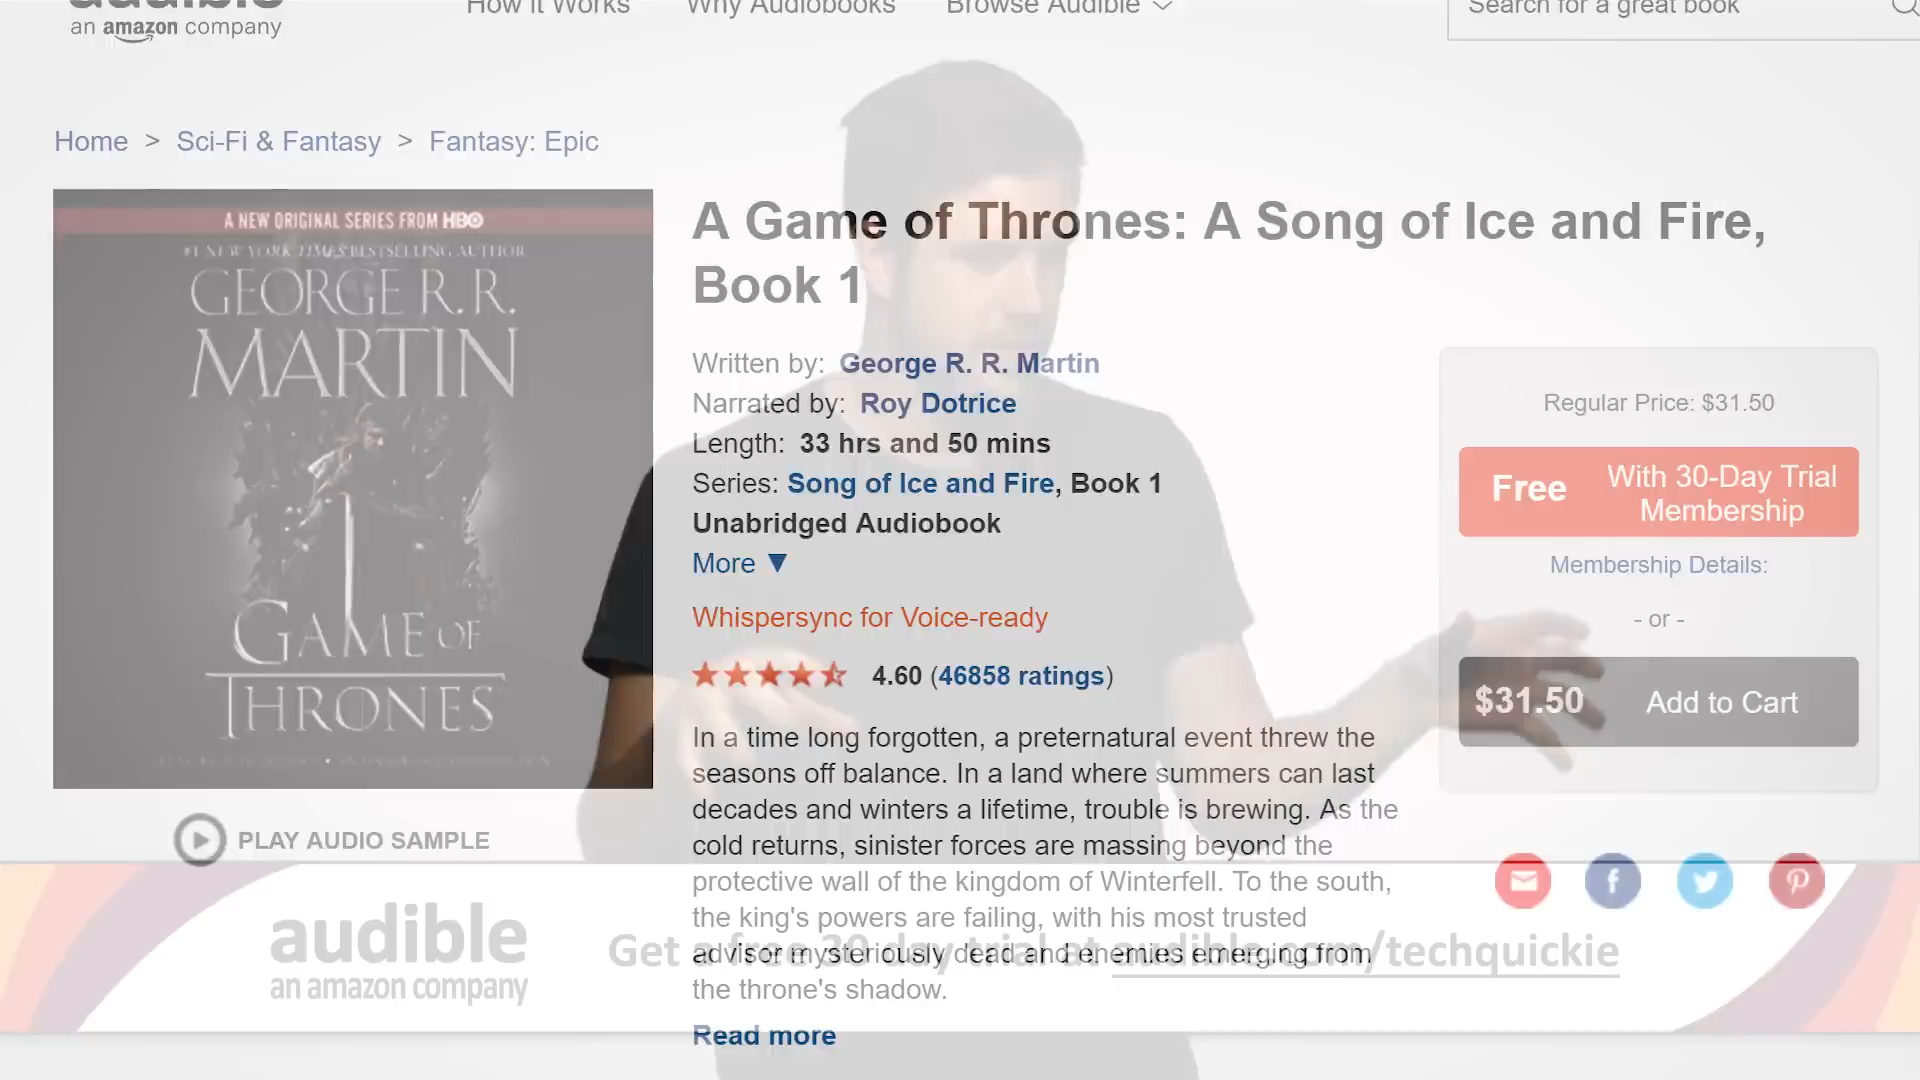 audible
an amazon company
How It Works
Why Audiobooks
Browse Audible
Search for a great book
Home > Sci-Fi & Fantasy > Fantasy: Epic
A NEW ORIGINAL SERIES FROM HBO
#1 NEW YORK TIMES BESTSELLING AUTHOR
GEORGE R. R.
MARTIN
GAME OF
THRONES
PLAY AUDIO SAMPLE
A Game of Thrones: A Song of Ice and Fire,
Book 1
Written by: George R. R. Martin
Narrated by: Roy Dotrice
Length: 33 hrs and 50 mins
Series: Song of Ice and Fire, Book 1
Unabridged Audiobook
More
Whispersync for Voice-ready
4.60 (46858 ratings)
In a time long forgotten, a preternatural event threw the
seasons off balance. In a land where summers can last
decades and winters a lifetime, trouble is brewing. As the
cold returns, sinister forces are massing beyond the
protective wall of the kingdom of Winterfell. To the south,
the king's powers are failing, with his most trusted
advisor mysteriously dead and enemies emerging from
the throne's shadow.
Read more
Regular Price: $31.50
Free With 30-Day Trial
Membership
Membership Details:
- or -
$31.50 Add to Cart
audible
an amazon company
Get a free 30 day trial at audible.com/techquickie